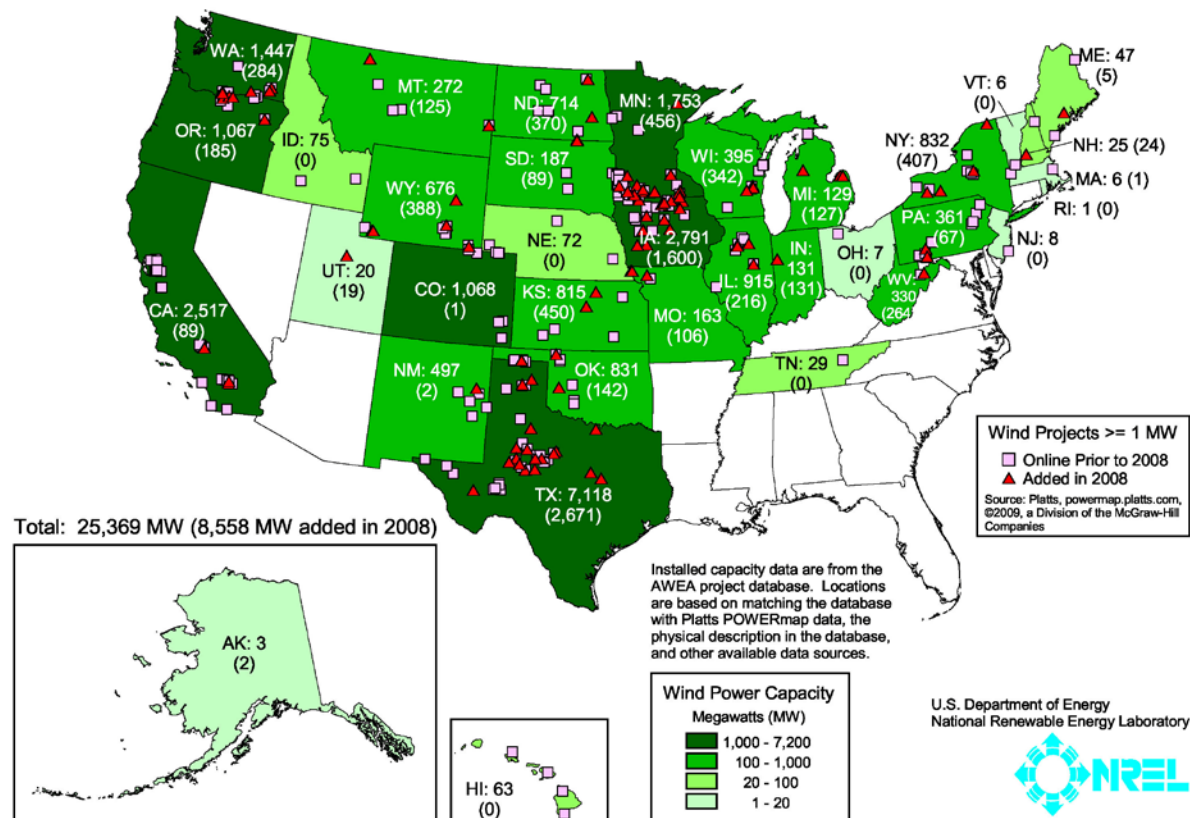 WA: 1,447
(284)
MT: 272
(125)
ND: 714
(370)
MN: 1,753
(456)
ME: 47
(5)
VT: 6
(0)
OR: 1,067
(185)
ID: 75
(0)
SD: 187
(89)
WI: 395
(342)
NY: 832
(407)
NH: 25 (24)
MA: 6 (1)
RI: 1 (0)
WY: 676
(388)
MI: 129
(127)
PA: 361
(67)
NJ: 8
(0)
NE: 72
(0)
IA: 2,791
(1,600)
IN:
131
(131)
OH: 7
(0)
UT: 20
(19)
CO: 1,068
(1)
KS: 815
(450)
IL: 915
(216)
WV:
330
(264)
CA: 2,517
(89)
MO: 163
(106)
NM: 497
(2)
OK: 831
(142)
TN: 29
(0)
TX: 7,118
(2,671)
Wind Projects >= 1 MW
Online Prior to 2008
Added in 2008
Source: Platts, powermap.platts.com,
©2009, a Division of the McGraw-Hill
Companies
Total: 25,369 MW (8,558 MW added in 2008)
AK: 3
(2)
HI: 63
(0)
Installed capacity data are from the
AWEA project database. Locations
are based on matching the database
with Platts POWERmap data, the
physical description in the database,
and other available data sources.
Wind Power Capacity
Megawatts (MW)
1,000 - 7,200
100 - 1,000
20 - 100
1 - 20
U.S. Department of Energy
National Renewable Energy Laboratory
NREL